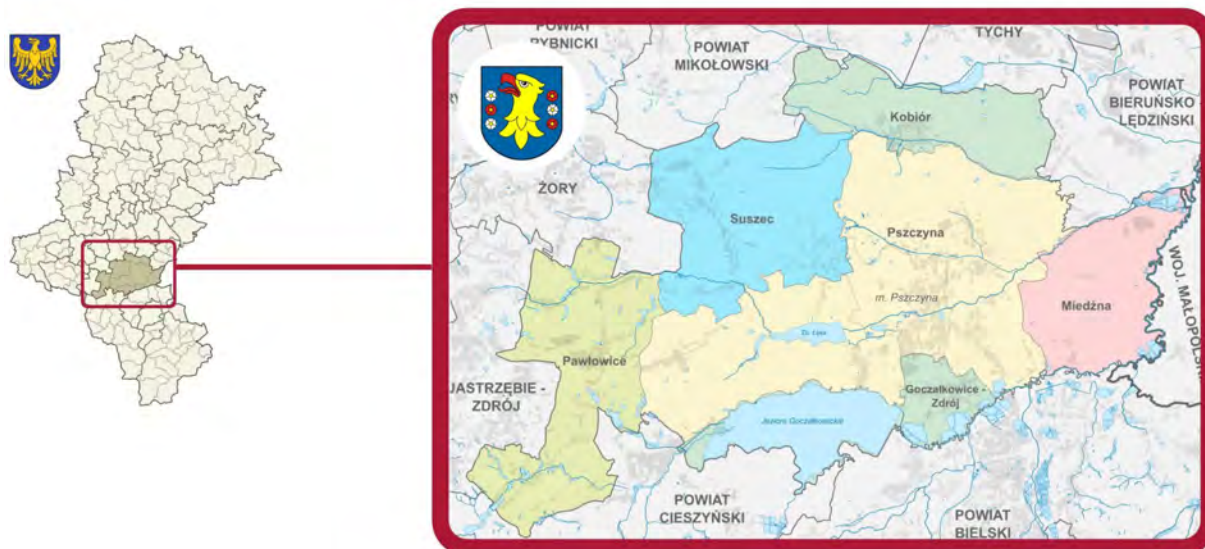 POWIAT
RYBNICKI
POWIAT
MIKOŁOWSKI
TYCHY
POWIAT
BIERUŃSKO -
LĘDZIŃSKI
Kobiór
ŻORY
Suszec
Pszczyna
m. Pszczyna
Miedźna
WOJ. MAŁOPOLSKI
Pawłowice
JASTRZĘBIE -
ZDRÓJ
Goczałkowice -
Zdrój
Jezioro Goczałkowickie
POWIAT
CIESZYŃSKI
POWIAT
BIELSKI